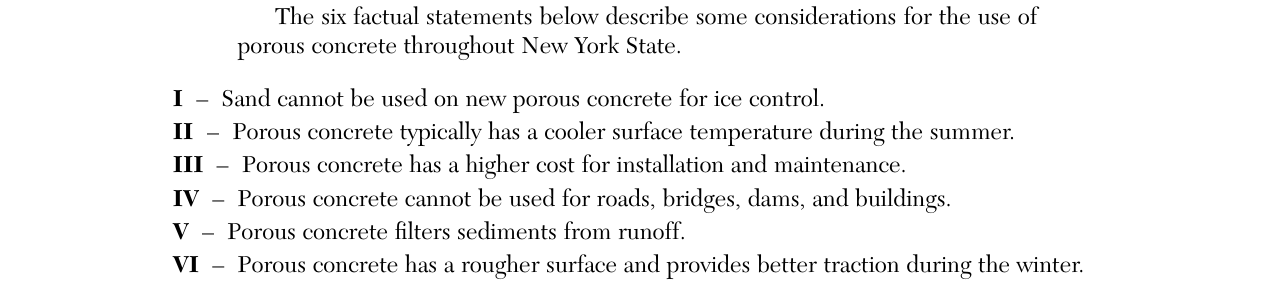 The six factual statements below describe some considerations for the use of
porous concrete throughout New York State.
I – Sand cannot be used on new porous concrete for ice control.
II – Porous concrete typically has a cooler surface temperature during the summer.
III – Porous concrete has a higher cost for installation and maintenance.
IV – Porous concrete cannot be used for roads, bridges, dams, and buildings.
V – Porous concrete filters sediments from runoff.
VI – Porous concrete has a rougher surface and provides better traction during the winter.